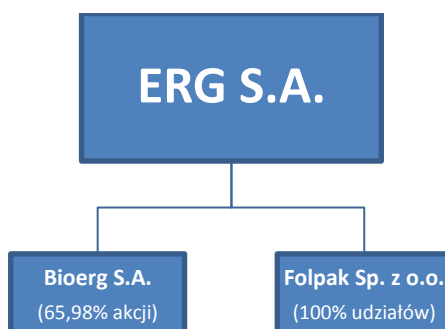 ERG S.A.
Bioerg S.A.
(65,98% akcji)
Folpak Sp. z o.o.
(100% udziałów)